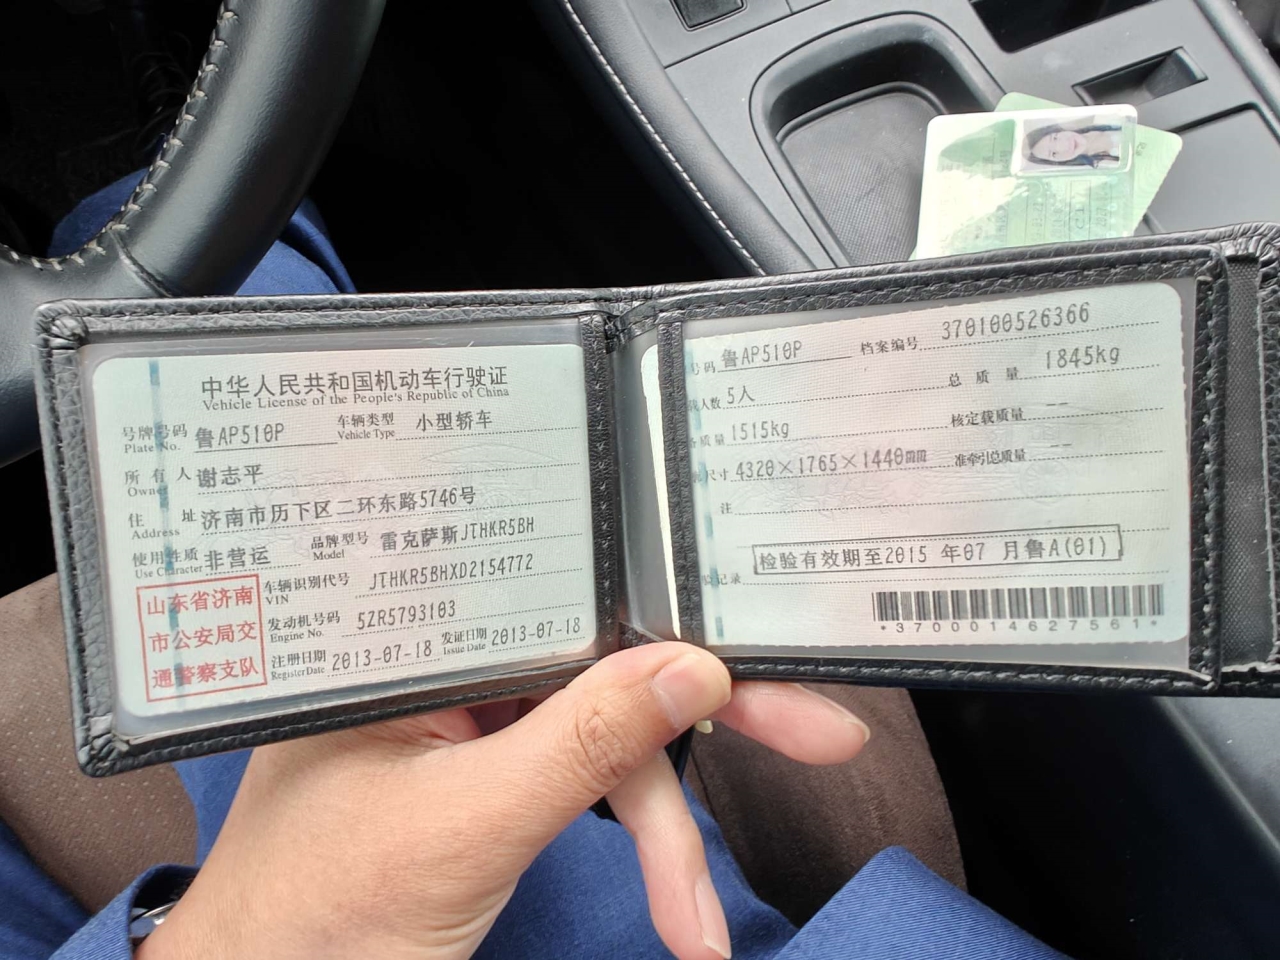 中华人民共和国机动车行驶证
Vehicle License of the People's Republic of China
号牌号码 鲁AP510P 车辆类型 小型轿车
Plate No. Vehicle Type
所有人 谢志平
Owner
住址 济南市历下区二环东路5746号
Address
使用性质 非营运 品牌型号 雷克萨斯JTHKR5BH
Use Character Model
车辆识别代号 JTHKR5BHXD2154772
VIN
发动机号码 5ZR5793103
Engine No.
注册日期 2013-07-18 发证日期 2013-07-18
Register Date Issue Date
山东省济南
市公安局交
通警察支队
号码 鲁AP510P 档案编号 370100526366
载人数 5人 总质量 1845kg
备质量 1515kg 核定载质量 --
尺寸 4320×1765×1440mm 准牵引总质量 --
注
检验有效期至2015 年07 月鲁A(01)
验记录
*3700014627561*